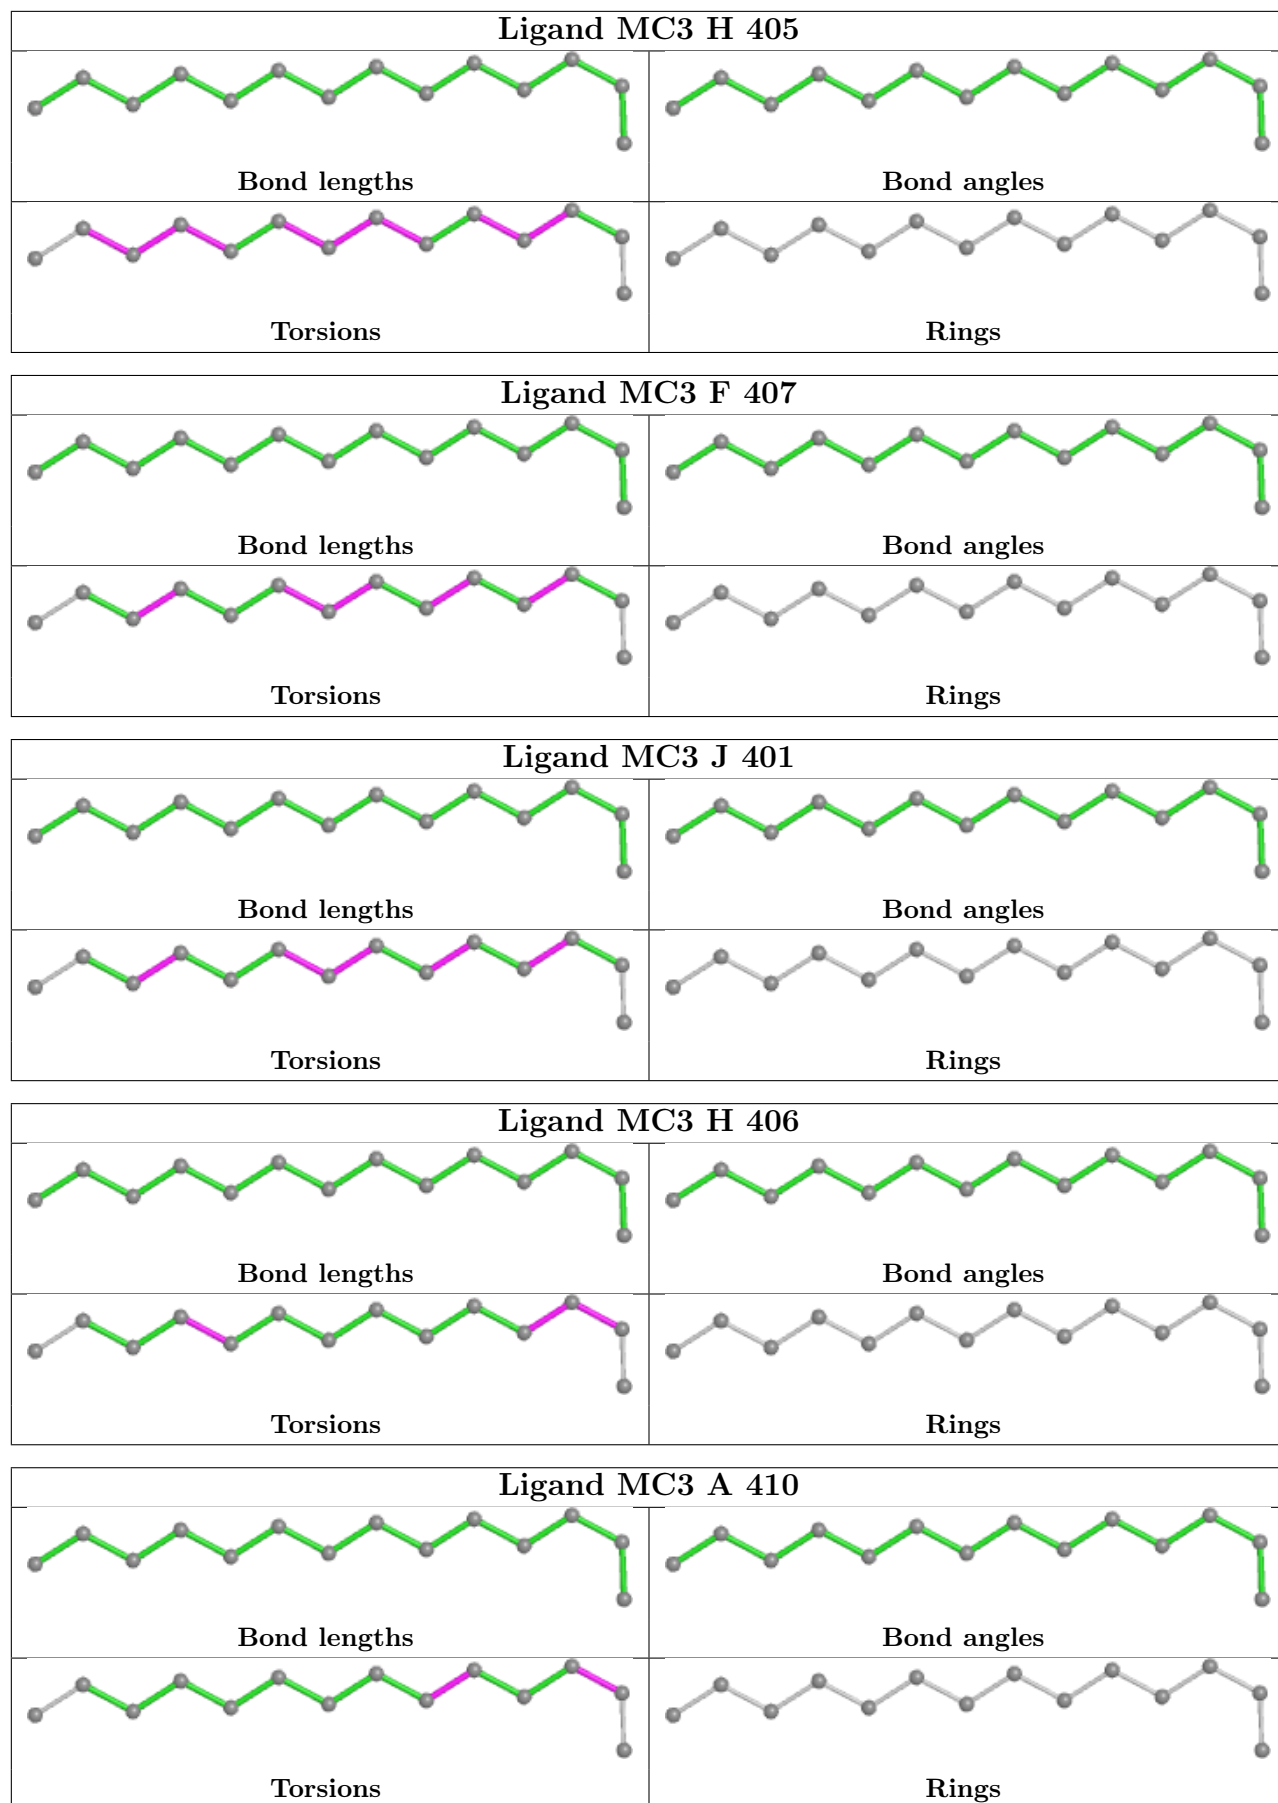 Ligand MC3 H 405
Bond lengths Bond angles
Torsions Rings
Ligand MC3 F 407
Bond lengths Bond angles
Torsions Rings
Ligand MC3 J 401
Bond lengths Bond angles
Torsions Rings
Ligand MC3 H 406
Bond lengths Bond angles
Torsions Rings
Ligand MC3 A 410
Bond lengths Bond angles
Torsions Rings